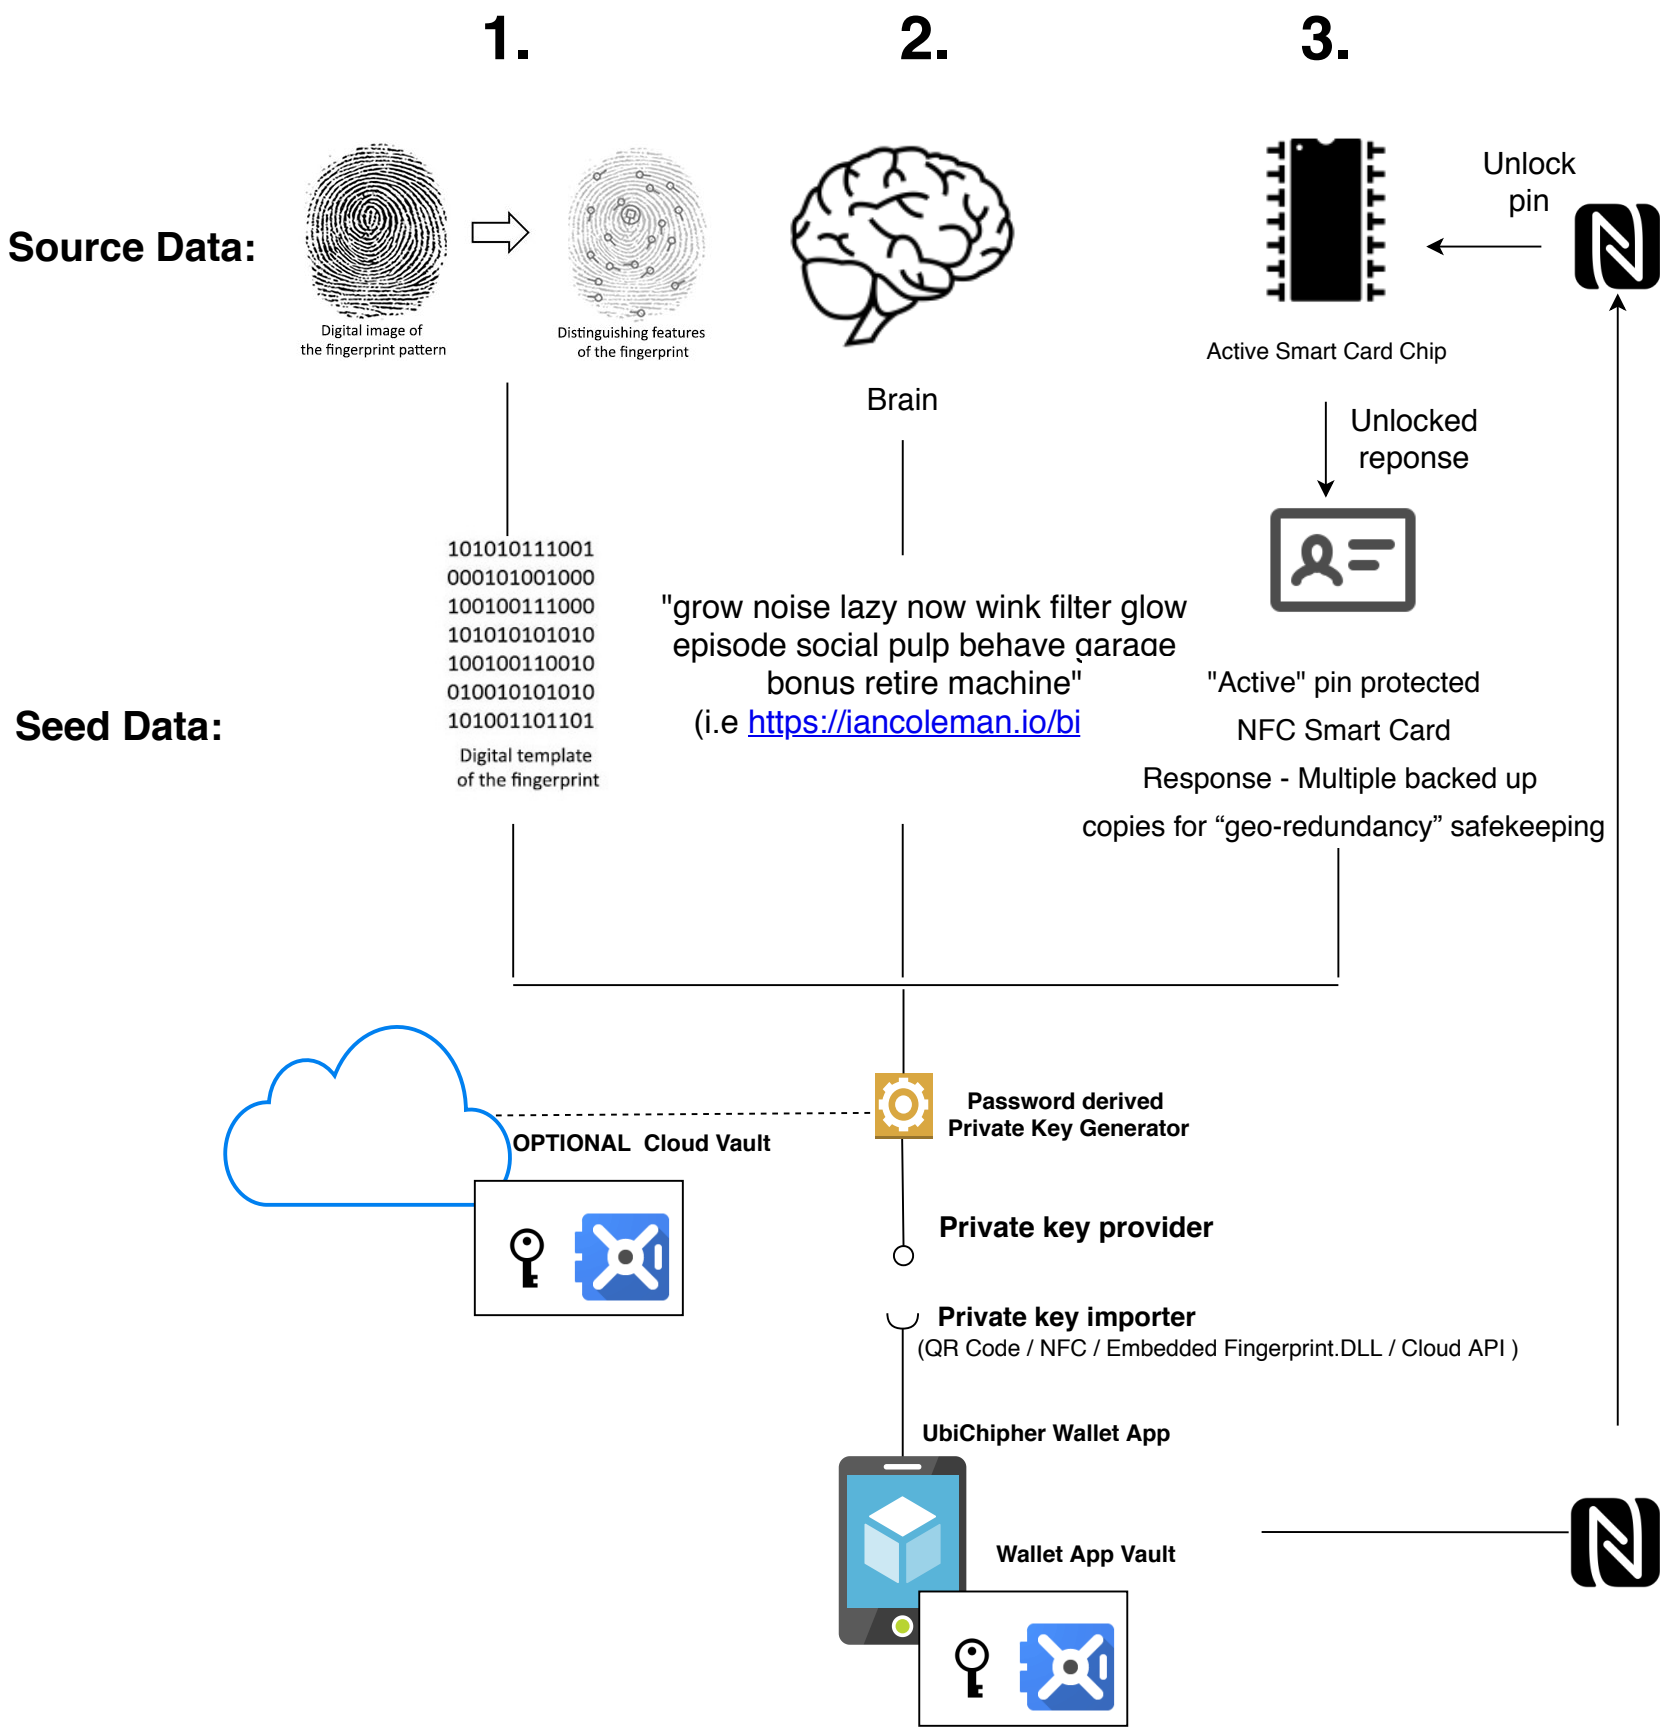 1.
2.
3.
Source Data:
Digital image of
the fingerprint pattern
Distinguishing features
of the fingerprint
Brain
Active Smart Card Chip
Unlock
pin
Unlocked
reponse
Seed Data:
101010111001
000101001000
100100111000
101010101010
100100110010
010010101010
101001101101
Digital template
of the fingerprint
"grow noise lazy now wink filter glow
episode social pulp behave garage
bonus retire machine"
(i.e https://iancoleman.io/bi
"Active" pin protected
NFC Smart Card
Response - Multiple backed up
copies for “geo-redundancy” safekeeping
Password derived
Private Key Generator
OPTIONAL Cloud Vault
Private key provider
Private key importer
(QR Code / NFC / Embedded Fingerprint.DLL / Cloud API )
UbiChipher Wallet App
Wallet App Vault